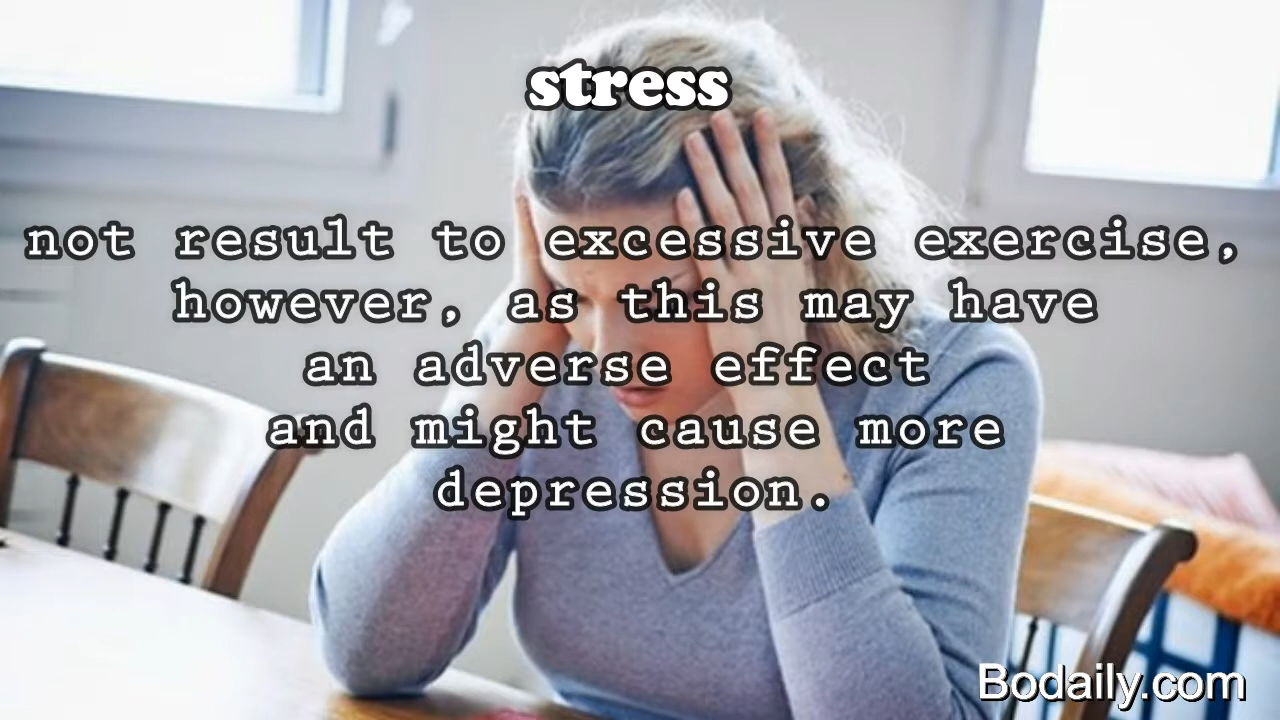 stress
not result to excessive exercise,
however, as this may have
an adverse effect
and might cause more
depression.
Bodaily.com